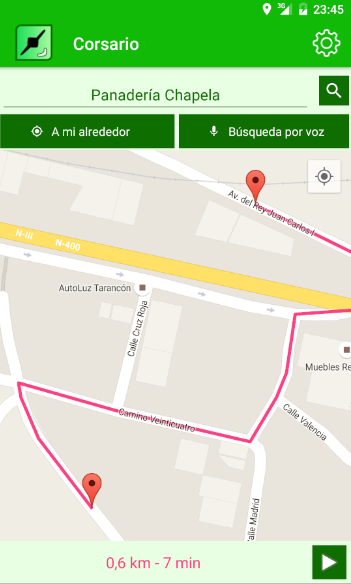 3G 23:45
Corsario
Panadería Chapela
A mi alrededor
Búsqueda por voz
Av. del Rey Juan Carlos I
N-III N-400
AutoLuz Tarancón
Calle Cruz Roja
Muebles Re
Camino Veinticuatro
Calle Valencia
Calle Madrid
0,6 km - 7 min